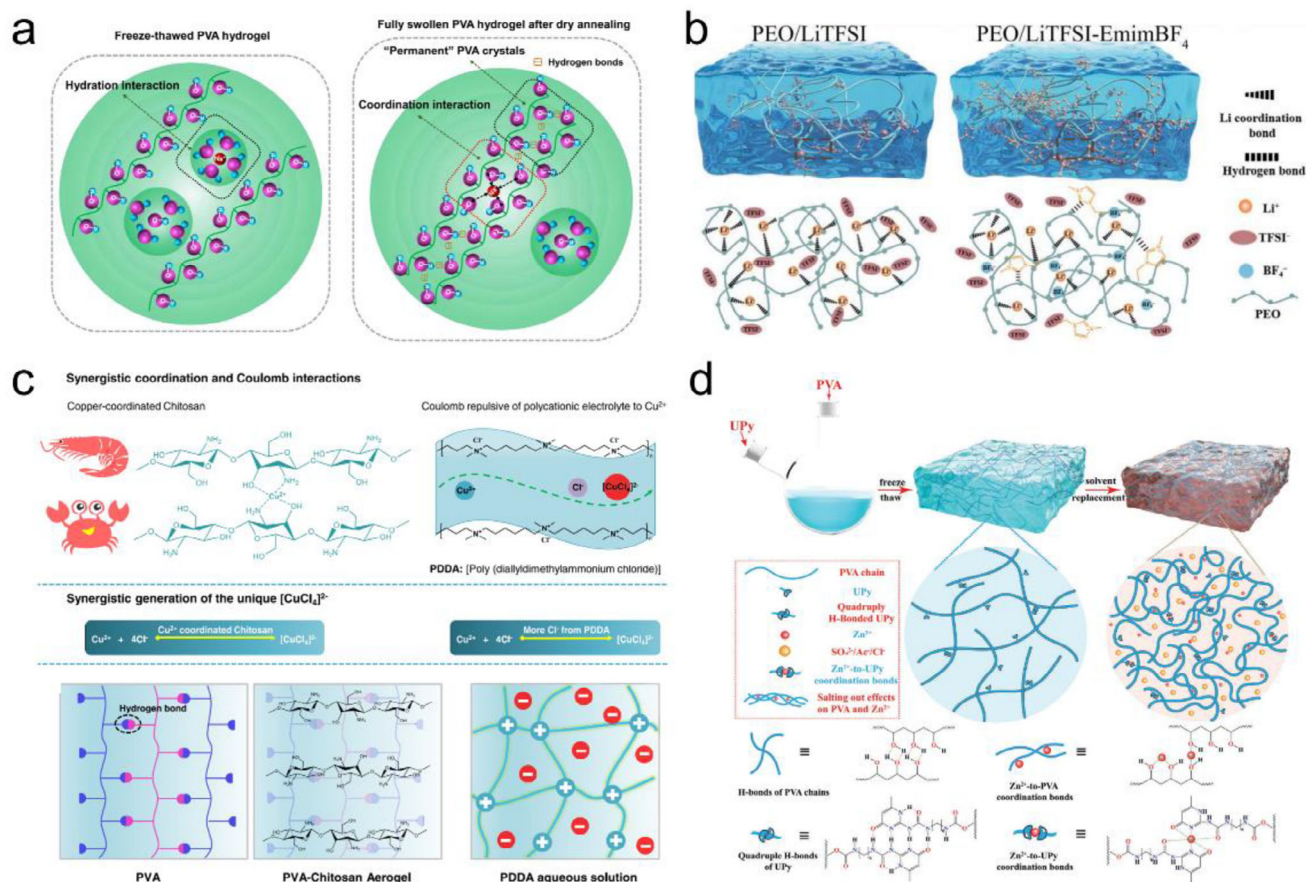 a
Freeze-thawed PVA hydrogel
Hydration interaction
Na⁺
Fully swollen PVA hydrogel after dry annealing
"Permanent" PVA crystals
Hydrogen bonds
Coordination interaction
b
PEO/LiTFSI
PEO/LiTFSI-EmimBF₄
Li coordination
bond
Hydrogen bond
Li⁺
TFSI⁻
BF₄⁻
PEO
c
Synergistic coordination and Coulomb interactions
Copper-coordinated Chitosan
Coulomb repulsive of polycationic electrolyte to Cu²⁺
Cu²⁺
Cl⁻
[CuCl₄]²⁻
PDDA: [Poly (diallyldimethylammonium chloride)]
Synergistic generation of the unique [CuCl₄]²⁻
Cu²⁺ + 4Cl⁻
Cu²⁺ coordinated Chitosan
[CuCl₄]²⁻
Cu²⁺ + 4Cl⁻
More Cl⁻ from PDDA
[CuCl₄]²⁻
Hydrogen bond
PVA
PVA-Chitosan Aerogel
PDDA aqueous solution
d
PVA
UPy
freeze
thaw
solvent
replacement
PVA chain
UPy
Quadruply
H-Bonded UPy
Zn²⁺
SO₄²⁻/Ac⁻/Cl⁻
Zn²⁺-to-UPy
coordination bonds
Salting out effects
on PVA and Zn²⁺
H-bonds of PVA chains
Zn²⁺-to-PVA
coordination bonds
Quadruple H-bonds
of UPy
Zn²⁺-to-UPy
coordination bonds